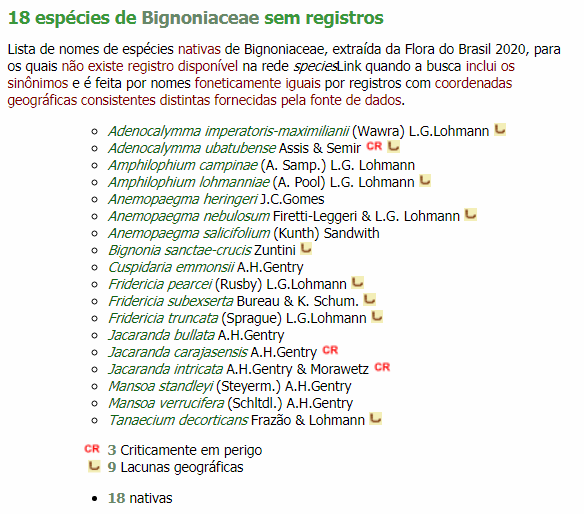 18 espécies de Bignoniaceae sem registros
Lista de nomes de espécies nativas de Bignoniaceae, extraída da Flora do Brasil 2020, para
os quais não existe registro disponível na rede speciesLink quando a busca inclui os
sinônimos e é feita por nomes foneticamente iguais por registros com coordenadas
geográficas consistentes distintas fornecidas pela fonte de dados.
Adenocalymma imperatoris-maximilianii (Wawra) L.G.Lohmann
Adenocalymma ubatubense Assis & Semir CR
Amphilophium campinae (A. Samp.) L.G. Lohmann
Amphilophium lohmanniae (A. Pool) L.G. Lohmann
Anemopaegma heringeri J.C.Gomes
Anemopaegma nebulosum Firetti-Leggeri & L.G. Lohmann
Anemopaegma salicifolium (Kunth) Sandwith
Bignonia sanctae-crucis Zuntini
Cuspidaria emmonsii A.H.Gentry
Fridericia pearcei (Rusby) L.G.Lohmann
Fridericia subexserta Bureau & K. Schum.
Fridericia truncata (Sprague) L.G.Lohmann
Jacaranda bullata A.H.Gentry
Jacaranda carajasensis A.H.Gentry CR
Jacaranda intricata A.H.Gentry & Morawetz CR
Mansoa standleyi (Steyerm.) A.H.Gentry
Mansoa verrucifera (Schltdl.) A.H.Gentry
Tanaecium decorticans Frazão & Lohmann
CR 3 Criticamente em perigo
9 Lacunas geográficas
18 nativas